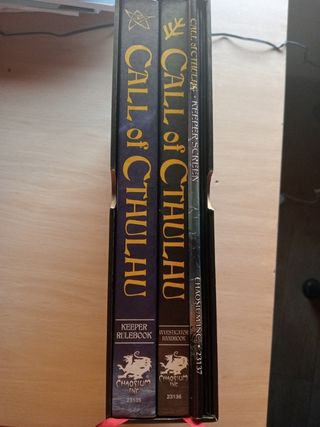 CALL of CTHULHU
KEEPER
RULEBOOK
CHAOSIUM
INC.
23135
CALL of CTHULHU
INVESTIGATOR
HANDBOOK
CHAOSIUM
INC.
23136
CALL of CTHULHU • KEEPER SCREEN
CHAOSIUM INC. • 23137